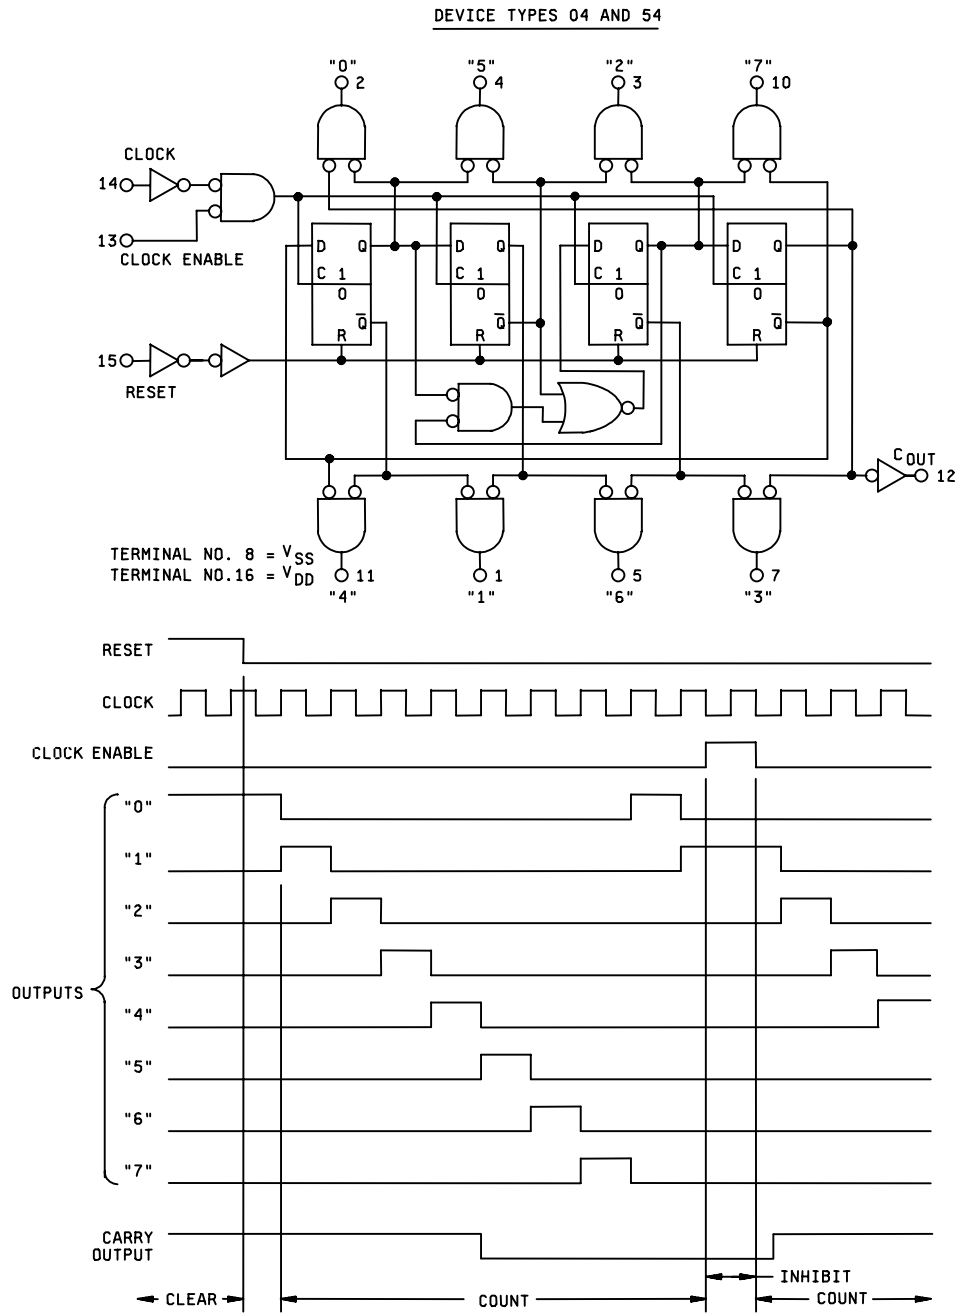 DEVICE TYPES 04 AND 54
"0" "5" "2" "7"
2 4 3 10
CLOCK
14
13
CLOCK ENABLE
D Q D Q D Q D Q
C 1 C 1 C 1 C 1
0 0 0 0
Q̅ Q̅ Q̅ Q̅
R R R R
15
RESET
C OUT
12
TERMINAL NO. 8 = VSS
TERMINAL NO.16 = VDD
11 1 5 7
"4" "1" "6" "3"
RESET
CLOCK
CLOCK ENABLE
"0"
"1"
"2"
"3"
OUTPUTS
"4"
"5"
"6"
"7"
CARRY
OUTPUT
INHIBIT
CLEAR COUNT COUNT